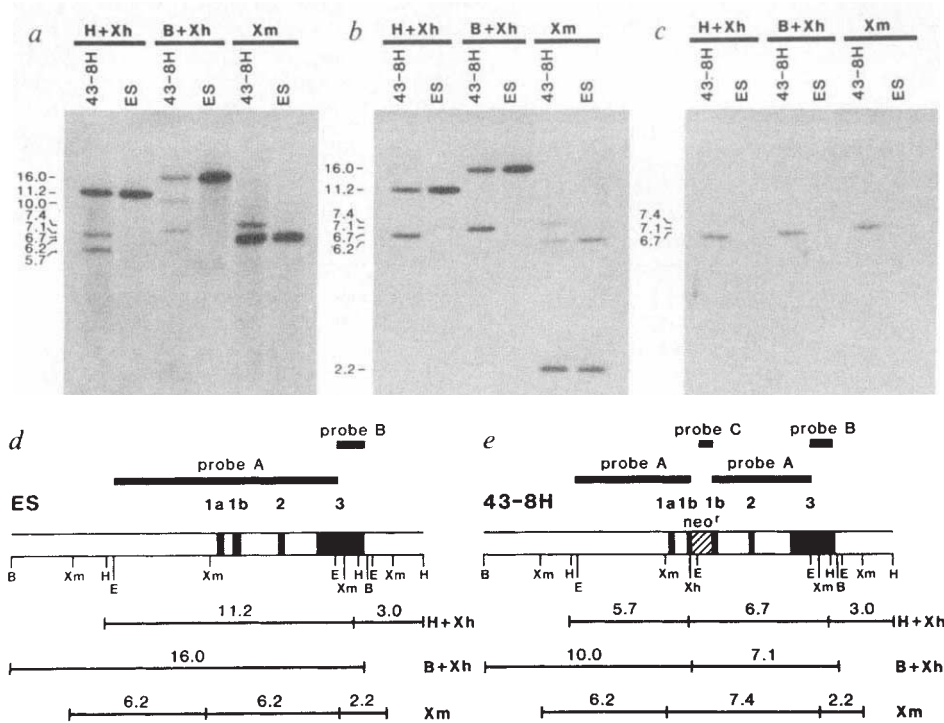 a
H+Xh B+Xh Xm
43-8H ES 43-8H ES 43-8H ES
16.0
11.2
10.0
7.4
7.1
6.7
6.2
5.7
b
H+Xh B+Xh Xm
43-8H ES 43-8H ES 43-8H ES
16.0
11.2
7.4
7.1
6.7
6.2
2.2
c
H+Xh B+Xh Xm
43-8H ES 43-8H ES 43-8H ES
7.4
7.1
6.7
d
probe B
probe A
ES
1a 1b 2 3
B Xm H E Xm E Xm H B E Xm H
11.2 3.0 H+Xh
16.0 B+Xh
6.2 6.2 2.2 Xm
e
probe C probe B
probe A probe A
43-8H
1a 1b 1b 2 3
neoʳ
B Xm H E Xm Xh E E Xm H B E Xm H
5.7 6.7 3.0 H+Xh
10.0 7.1 B+Xh
6.2 7.4 2.2 Xm